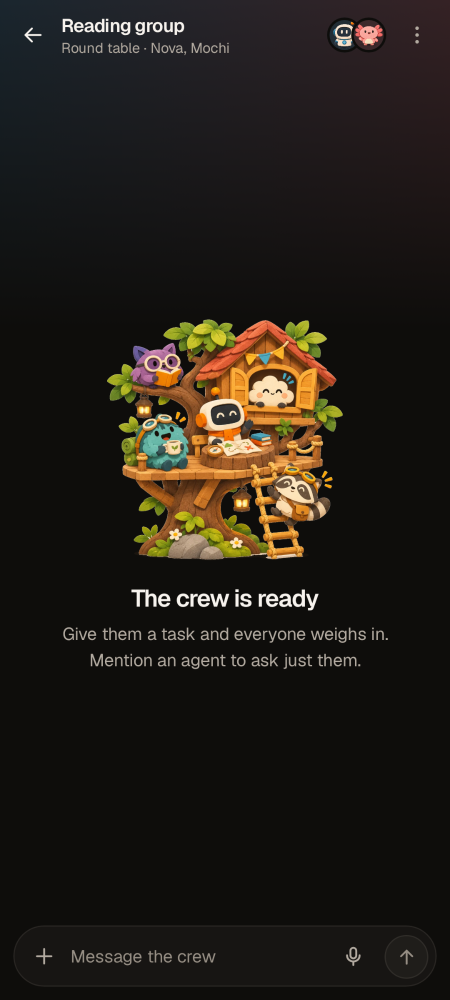 Reading group
Round table · Nova, Mochi
The crew is ready
Give them a task and everyone weighs in.
Mention an agent to ask just them.
Message the crew